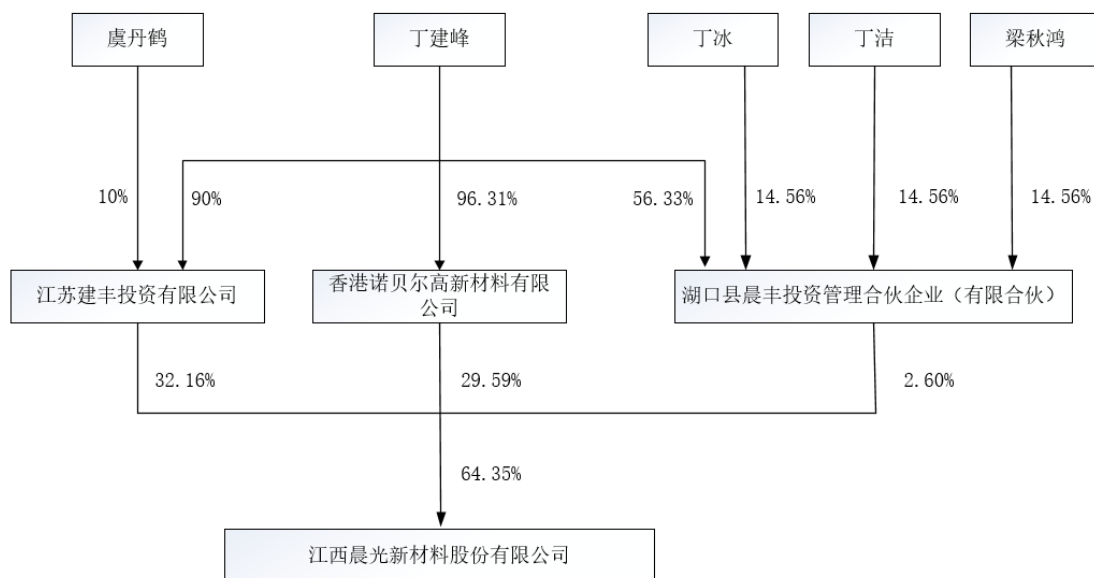 虞丹鹤
丁建峰
丁冰
丁洁
梁秋鸿
10%
90%
96.31%
56.33%
14.56%
14.56%
14.56%
江苏建丰投资有限公司
香港诺贝尔高新材料有限
公司
湖口县晨丰投资管理合伙企业（有限合伙）
32.16%
29.59%
2.60%
64.35%
江西晨光新材料股份有限公司